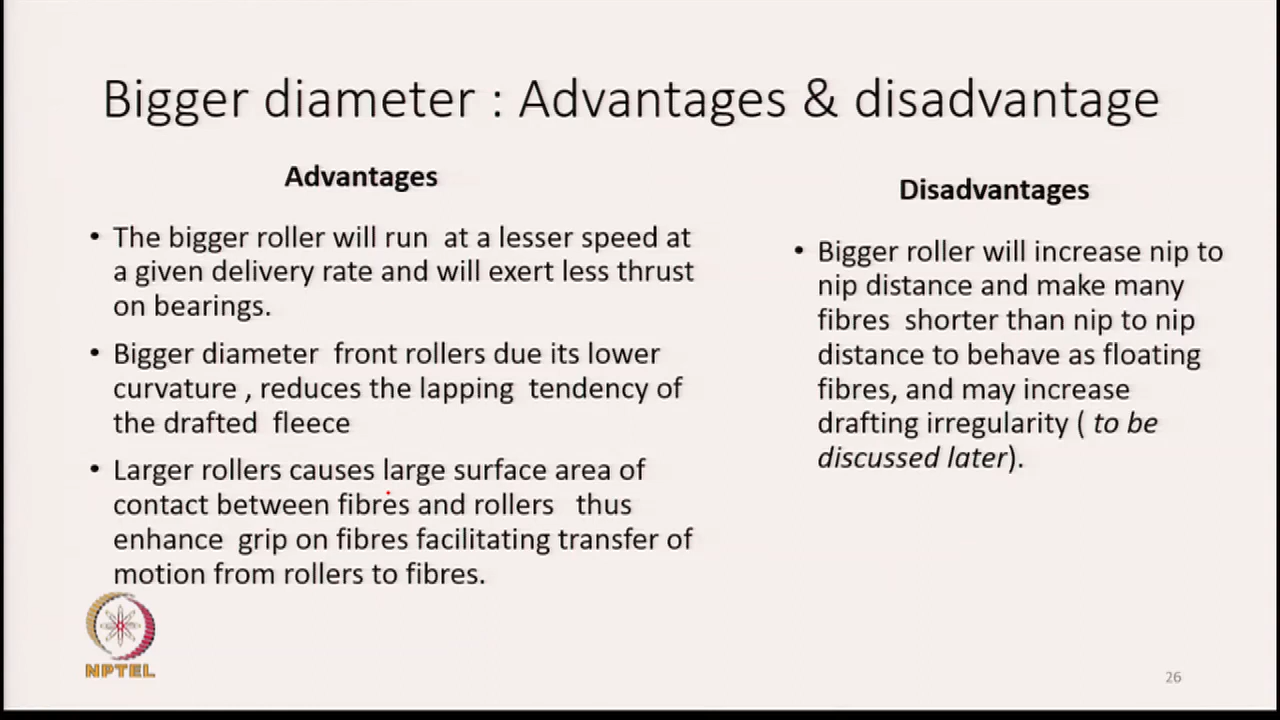 Bigger diameter : Advantages & disadvantage
Advantages
• The bigger roller will run at a lesser speed at
a given delivery rate and will exert less thrust
on bearings.
• Bigger diameter front rollers due its lower
curvature , reduces the lapping tendency of
the drafted fleece
• Larger rollers causes large surface area of
contact between fibres and rollers thus
enhance grip on fibres facilitating transfer of
motion from rollers to fibres.
Disadvantages
• Bigger roller will increase nip to
nip distance and make many
fibres shorter than nip to nip
distance to behave as floating
fibres, and may increase
drafting irregularity ( to be
discussed later).
NPTEL
26